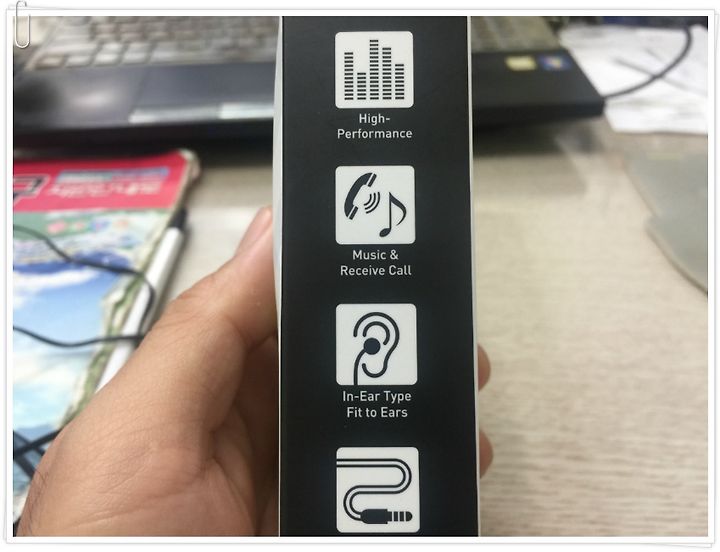 High-
Performance
Music &
Receive Call
In-Ear Type
Fit to Ears